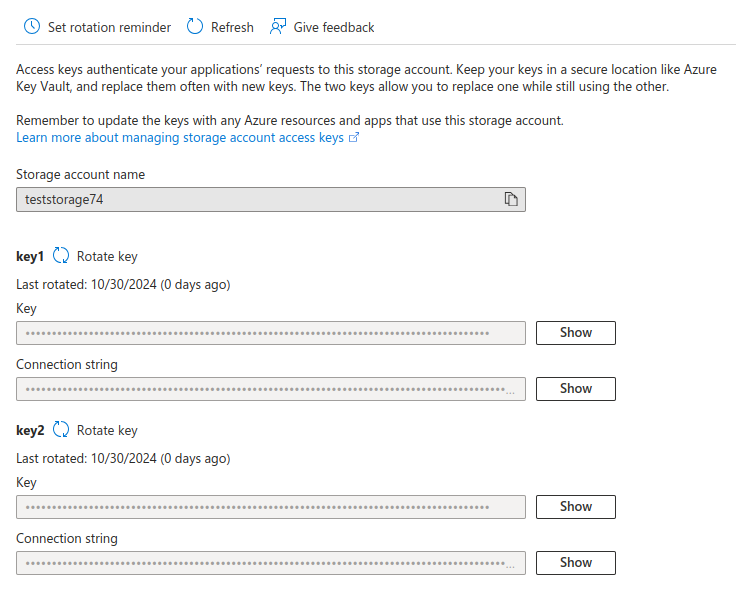 Set rotation reminder Refresh Give feedback
Access keys authenticate your applications’ requests to this storage account. Keep your keys in a secure location like Azure
Key Vault, and replace them often with new keys. The two keys allow you to replace one while still using the other.
Remember to update the keys with any Azure resources and apps that use this storage account.
Learn more about managing storage account access keys
Storage account name
teststorage74
key1 Rotate key
Last rotated: 10/30/2024 (0 days ago)
Key
Show
Connection string
... Show
key2 Rotate key
Last rotated: 10/30/2024 (0 days ago)
Key
Show
Connection string
... Show